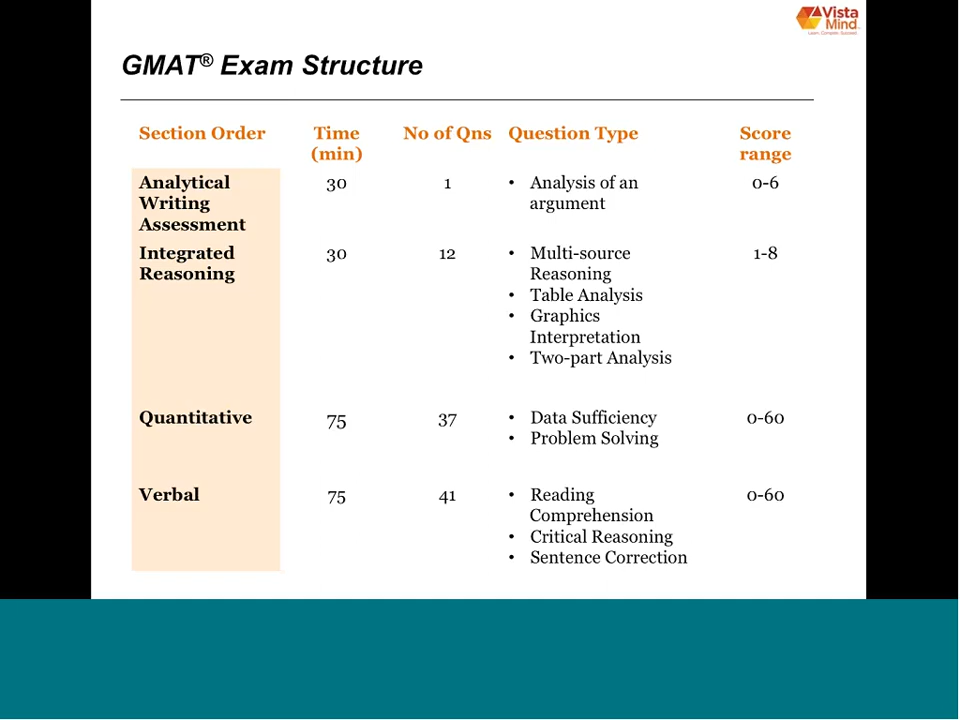 Vista
Mind
Learn. Compete. Succeed.
GMAT® Exam Structure
Section Order Time (min) No of Qns Question Type Score range
Analytical Writing Assessment 30 1 • Analysis of an argument 0-6
Integrated Reasoning 30 12 • Multi-source Reasoning 1-8
• Table Analysis
• Graphics Interpretation
• Two-part Analysis
Quantitative 75 37 • Data Sufficiency 0-60
• Problem Solving
Verbal 75 41 • Reading Comprehension 0-60
• Critical Reasoning
• Sentence Correction